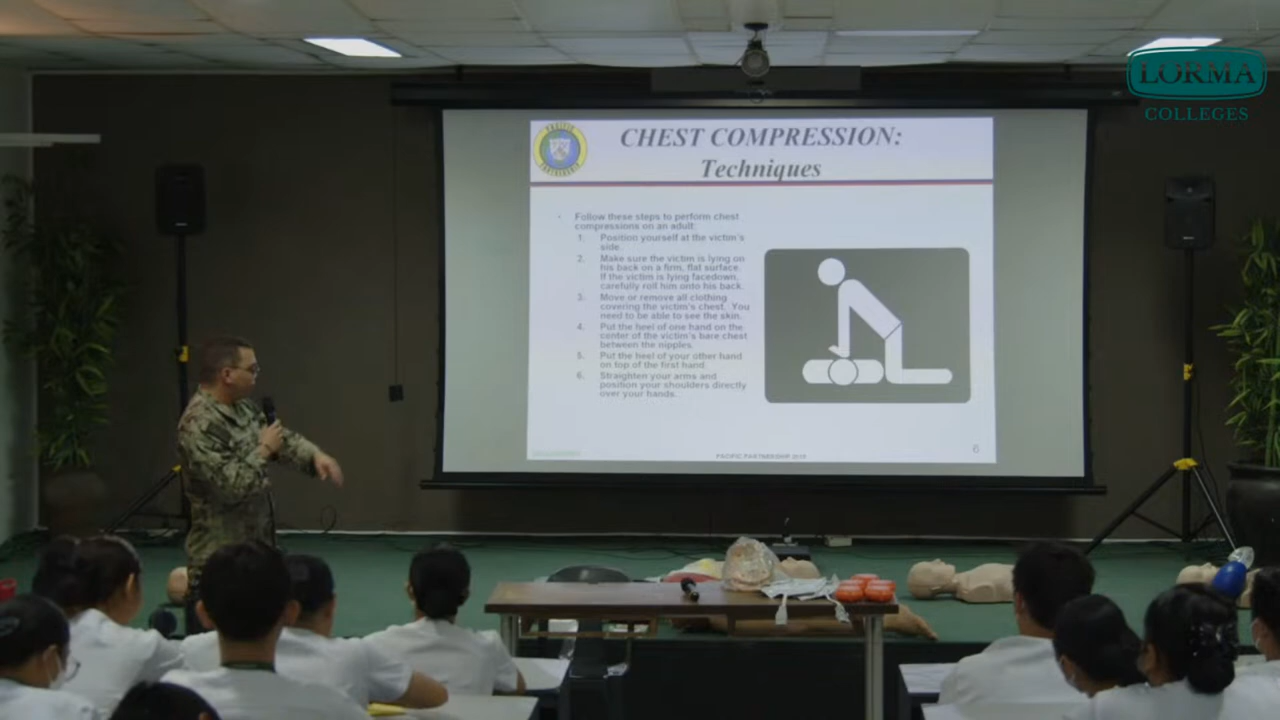 LORMA
COLLEGES
PACIFIC
PARTNERSHIP
CHEST COMPRESSION:
Techniques
Follow these steps to perform chest
compressions on an adult:
1. Position yourself at the victim's
side.
2. Make sure the victim is lying on
his back on a firm, flat surface.
If the victim is lying facedown,
carefully roll him onto his back.
3. Move or remove all clothing
covering the victim's chest. You
need to be able to see the skin.
4. Put the heel of one hand on the
center of the victim's bare chest
between the nipples.
5. Put the heel of your other hand
on top of the first hand.
6. Straighten your arms and
position your shoulders directly
over your hands.
PACIFIC PARTNERSHIP
6